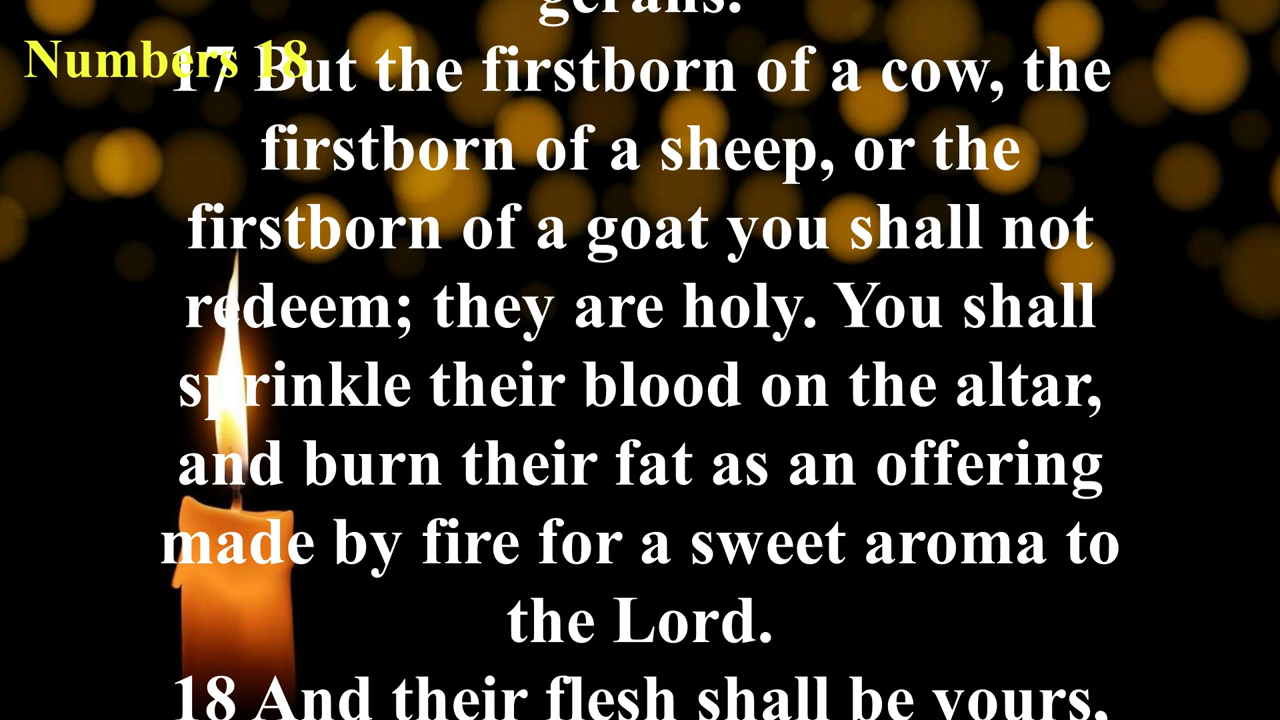 gerahs.
Numbers 18
17 But the firstborn of a cow, the
firstborn of a sheep, or the
firstborn of a goat you shall not
redeem; they are holy. You shall
sprinkle their blood on the altar,
and burn their fat as an offering
made by fire for a sweet aroma to
the Lord.
18 And their flesh shall be yours,